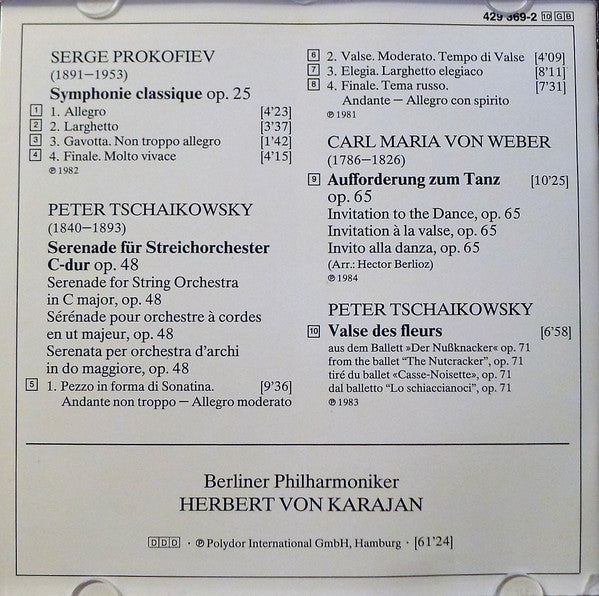 429 369-2 10 G B
SERGE PROKOFIEV
(1891–1953)
Symphonie classique op. 25
1 1. Allegro [4'23]
2 2. Larghetto [3'37]
3 3. Gavotta. Non troppo allegro [1'42]
4 4. Finale. Molto vivace [4'15]
℗ 1982
PETER TSCHAIKOWSKY
(1840–1893)
Serenade für Streichorchester
C-dur op. 48
Serenade for String Orchestra
in C major, op. 48
Sérénade pour orchestre à cordes
en ut majeur, op. 48
Serenata per orchestra d'archi
in do maggiore, op. 48
5 1. Pezzo in forma di Sonatina. [9'36]
Andante non troppo – Allegro moderato
6 2. Valse. Moderato. Tempo di Valse [4'09]
7 3. Elegia. Larghetto elegiaco [8'11]
8 4. Finale. Tema russo. [7'31]
Andante – Allegro con spirito
℗ 1981
CARL MARIA VON WEBER
(1786–1826)
9 Aufforderung zum Tanz [10'25]
op. 65
Invitation to the Dance, op. 65
Invitation à la valse, op. 65
Invito alla danza, op. 65
(Arr.: Hector Berlioz)
℗ 1984
PETER TSCHAIKOWSKY
10 Valse des fleurs [6'58]
aus dem Ballett »Der Nußknacker« op. 71
from the ballet “The Nutcracker”, op. 71
tiré du ballet «Casse-Noisette», op. 71
dal balletto “Lo schiaccianoci”, op. 71
℗ 1983
Berliner Philharmoniker
HERBERT VON KARAJAN
DDD · ℗ Polydor International GmbH, Hamburg · [61'24]